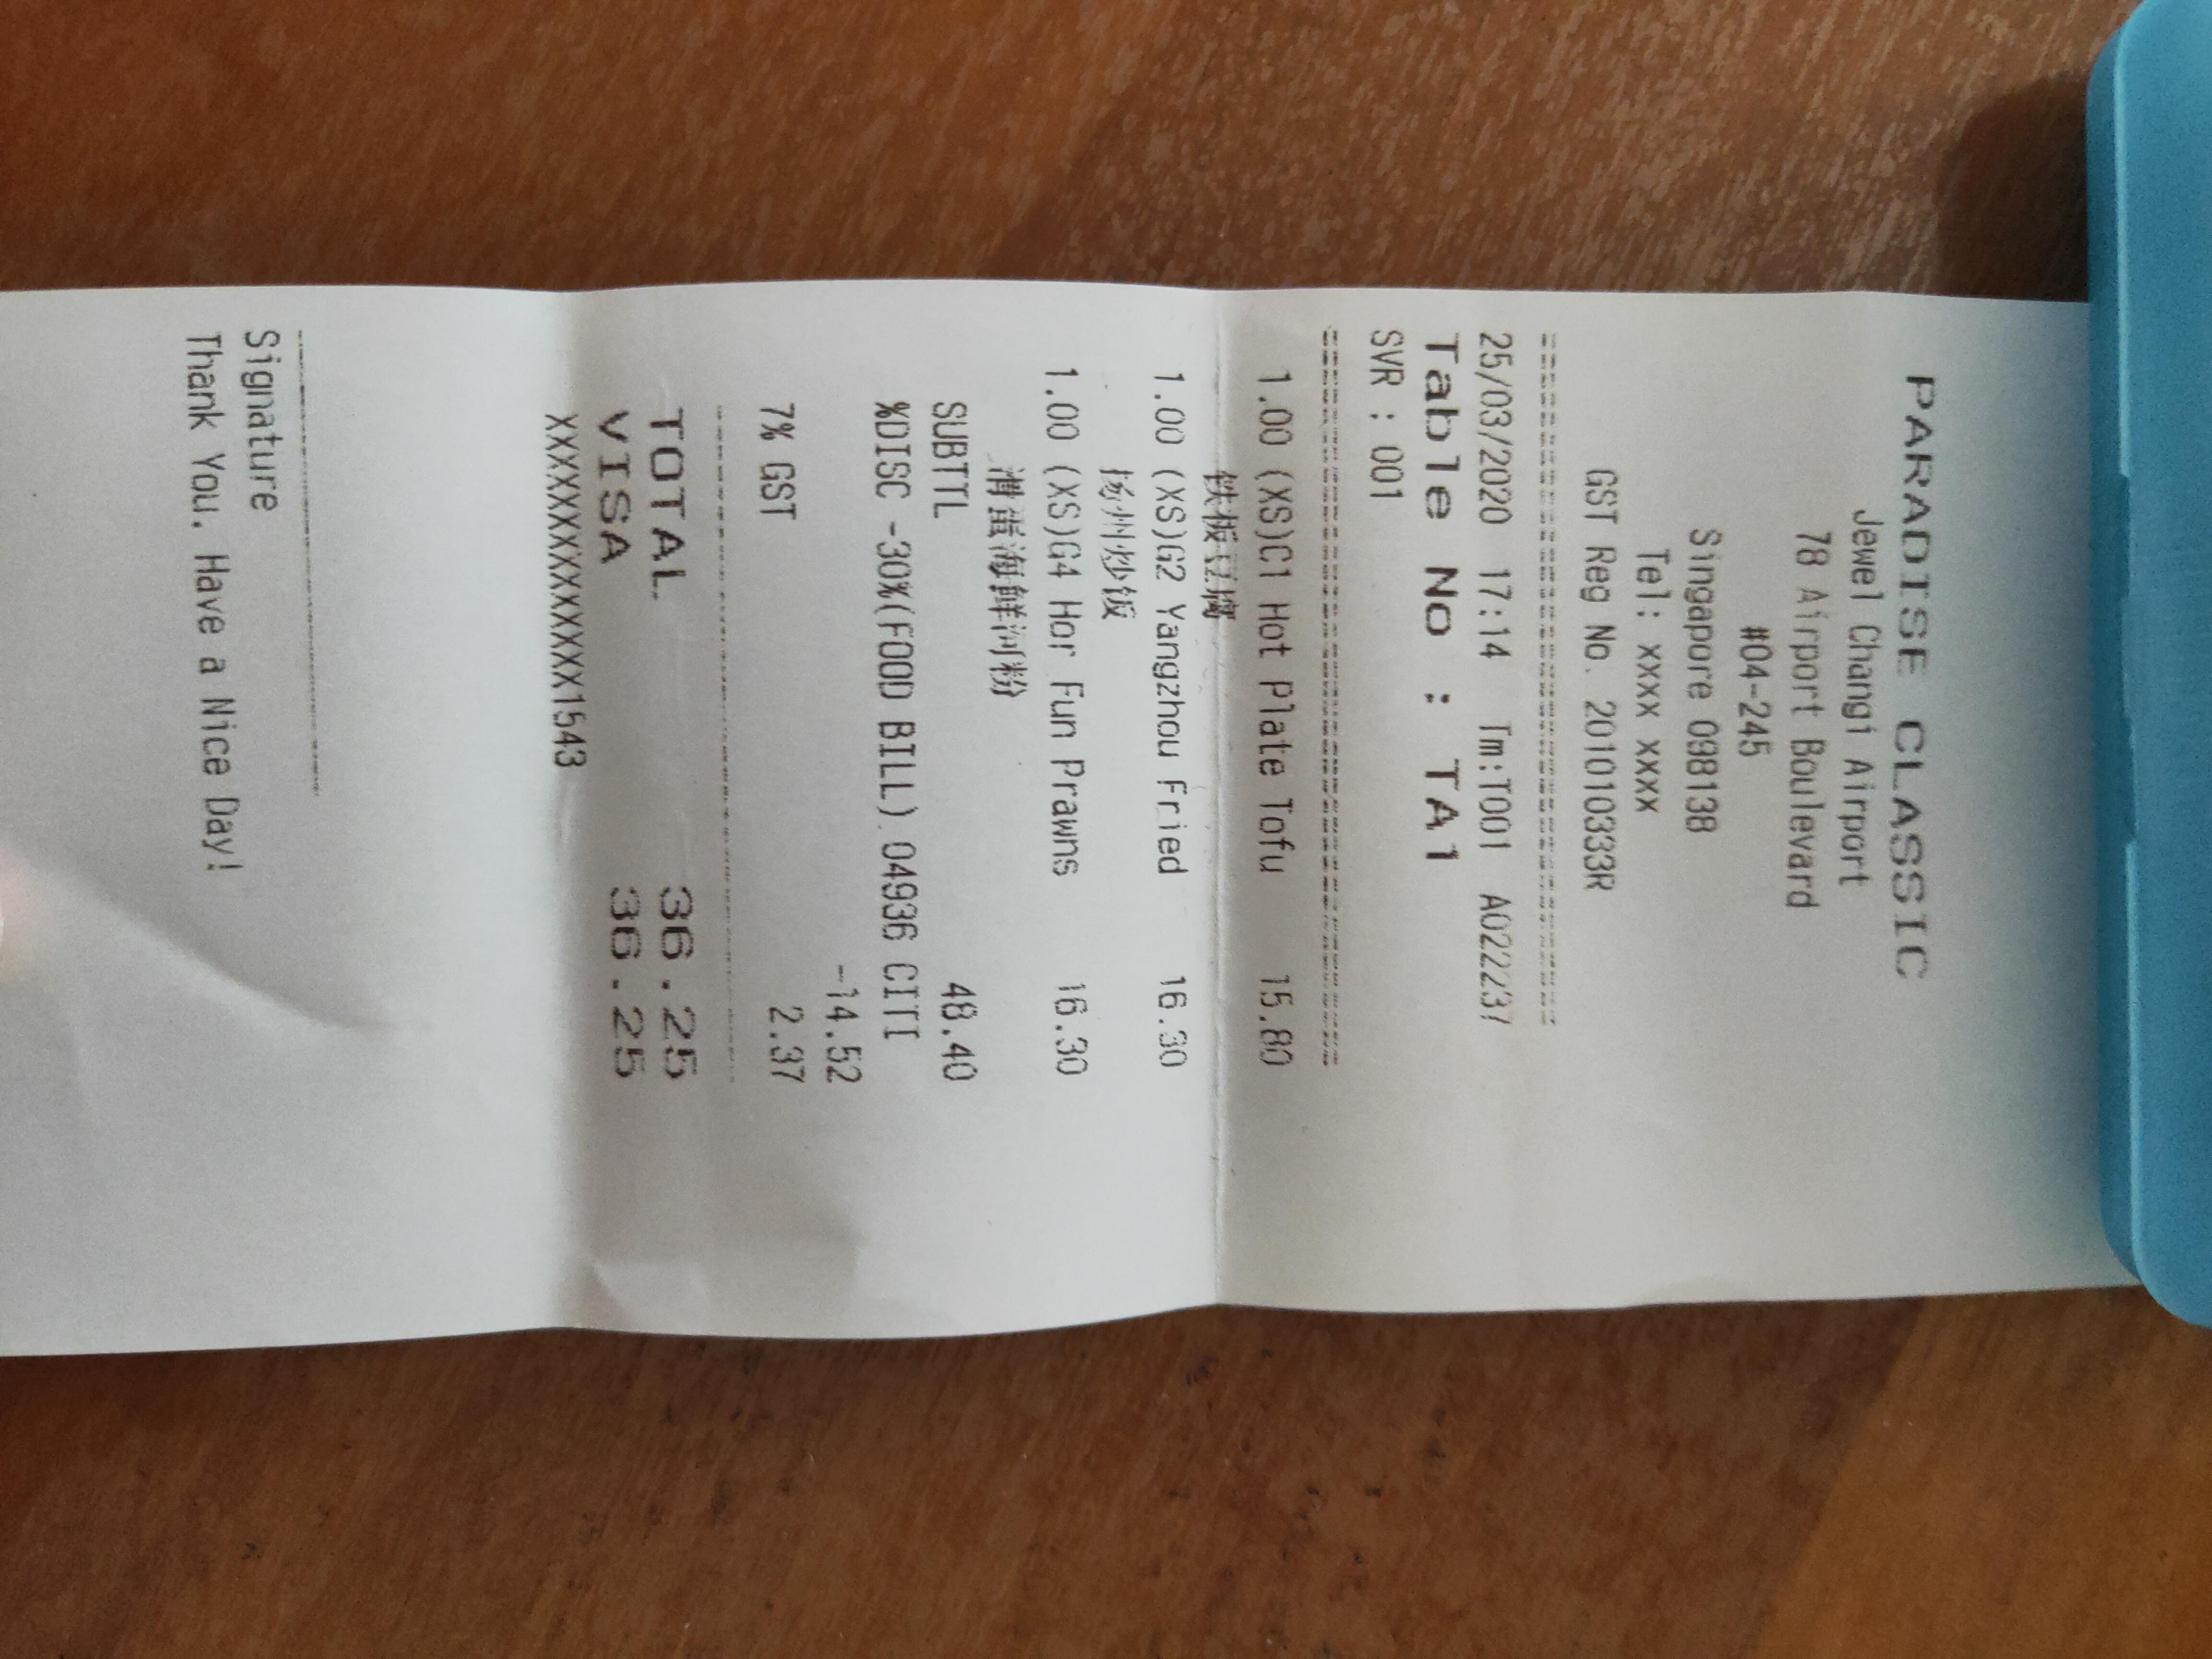 PARADISE CLASSIC
Jewel Changi Airport
78 Airport Boulevard
#04-245
Singapore 098138
Tel: xxxx xxxx
GST Reg No. 201010333R
25/03/2020 17:14 Tm:T001 A022237
Table No : TA1
SVR : 001
1.00 (XS)C1 Hot Plate Tofu 15.80
铁板豆腐
1.00 (XS)G2 Yangzhou Fried 16.30
扬州炒饭
1.00 (XS)G4 Hor Fun Prawns 16.30
滑蛋海鲜河粉
SUBTTL 48.40
%DISC -30%(FOOD BILL) 04936 CITI
-14.52
7% GST 2.37
TOTAL 36.25
VISA 36.25
XXXXXXXXXXXXXXX1543
Signature
Thank You. Have a Nice Day!